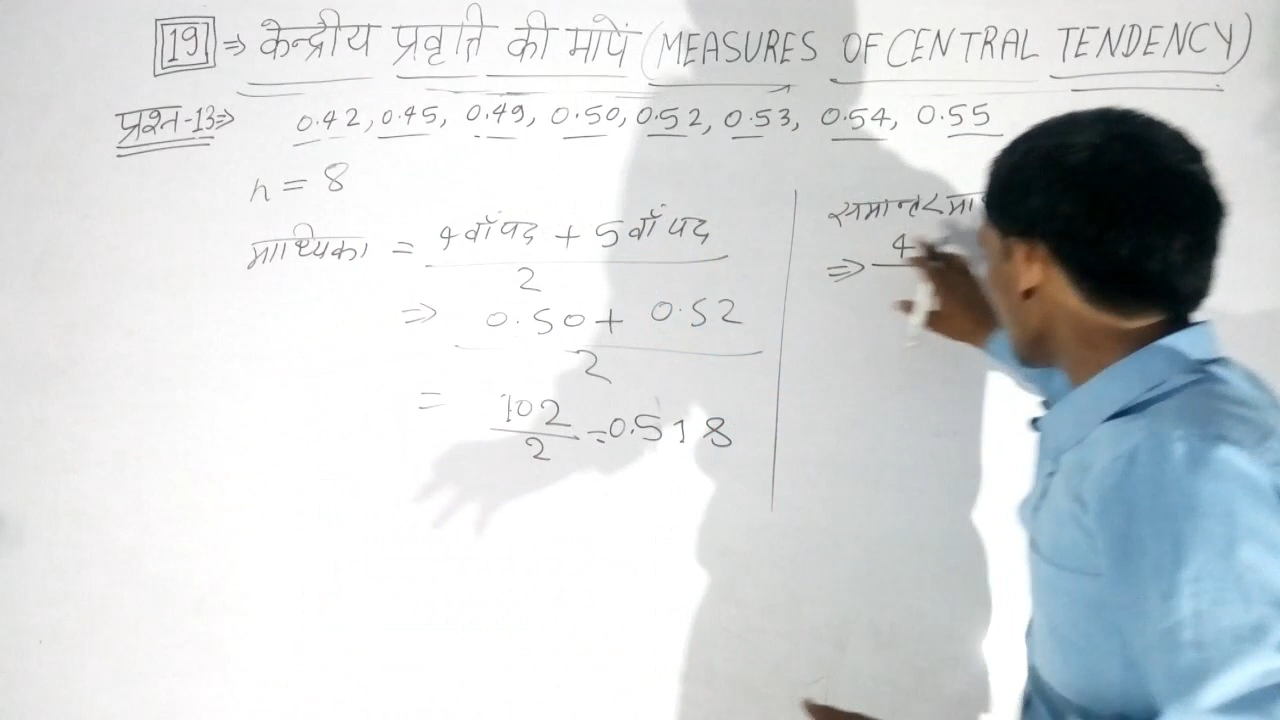 19 ⇒ केन्द्रीय प्रवृत्ति की मापें (MEASURES OF CENTRAL TENDENCY)
प्रश्न-13⇒ 0.42, 0.45, 0.49, 0.50, 0.52, 0.53, 0.54, 0.55
n = 8
माध्यिका = 4वाँ पद + 5वाँ पद
2
⇒ 0.50 + 0.52
2
= 102
2
=0.518
समान्तर
⇒ 4